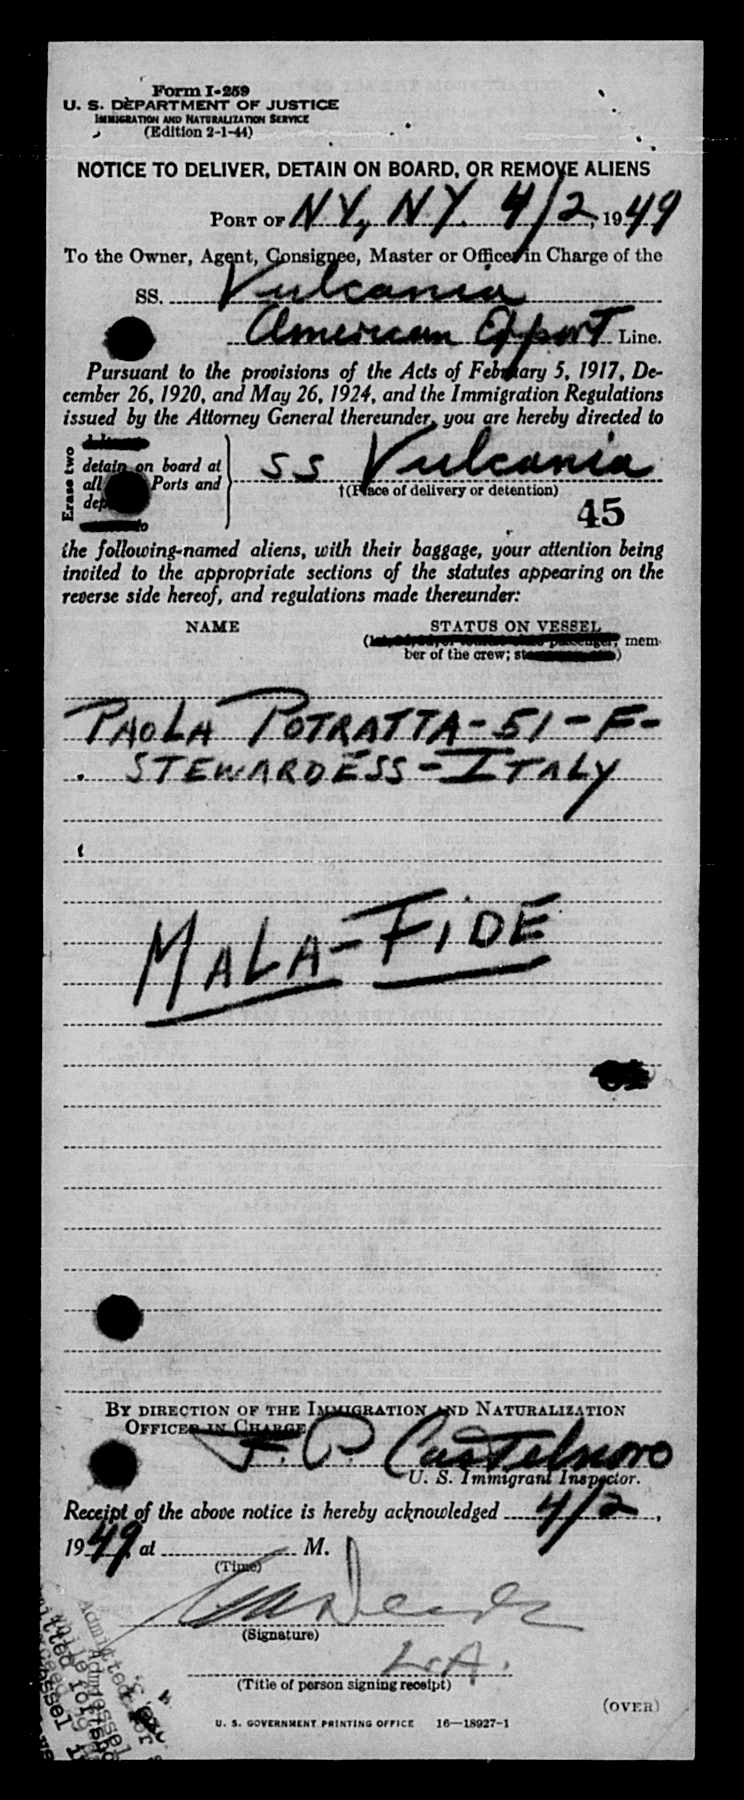 Form I-259
U. S. DEPARTMENT OF JUSTICE
IMMIGRATION AND NATURALIZATION SERVICE
(Edition 2-1-44)
NOTICE TO DELIVER, DETAIN ON BOARD, OR REMOVE ALIENS
PORT OF NY, NY. 4/2, 1949
To the Owner, Agent, Consignee, Master or Officer in Charge of the
SS. Vulcania
American Export Line.
Pursuant to the provisions of the Acts of February 5, 1917, De-
cember 26, 1920, and May 26, 1924, and the Immigration Regulations
issued by the Attorney General thereunder, you are hereby directed to
Erase two
detain on board at
all Ports and
SS Vulcania
†(Place of delivery or detention)
45
the following-named aliens, with their baggage, your attention being
invited to the appropriate sections of the statutes appearing on the
reverse side hereof, and regulations made thereunder:
NAME STATUS ON VESSEL
mem-
ber of the crew;
PAOLA POTRATTA-51-F-
STEWARDESS-ITALY
MALA-FIDE
BY DIRECTION OF THE IMMIGRATION AND NATURALIZATION
OFFICER IN CHARGE
F. P. Castelnoro
U. S. Immigrant Inspector.
Receipt of the above notice is hereby acknowledged 4/2,
1949 at M.
(Time)
(Signature)
(Title of person signing receipt)
(OVER)
U. S. GOVERNMENT PRINTING OFFICE 16—18927-1